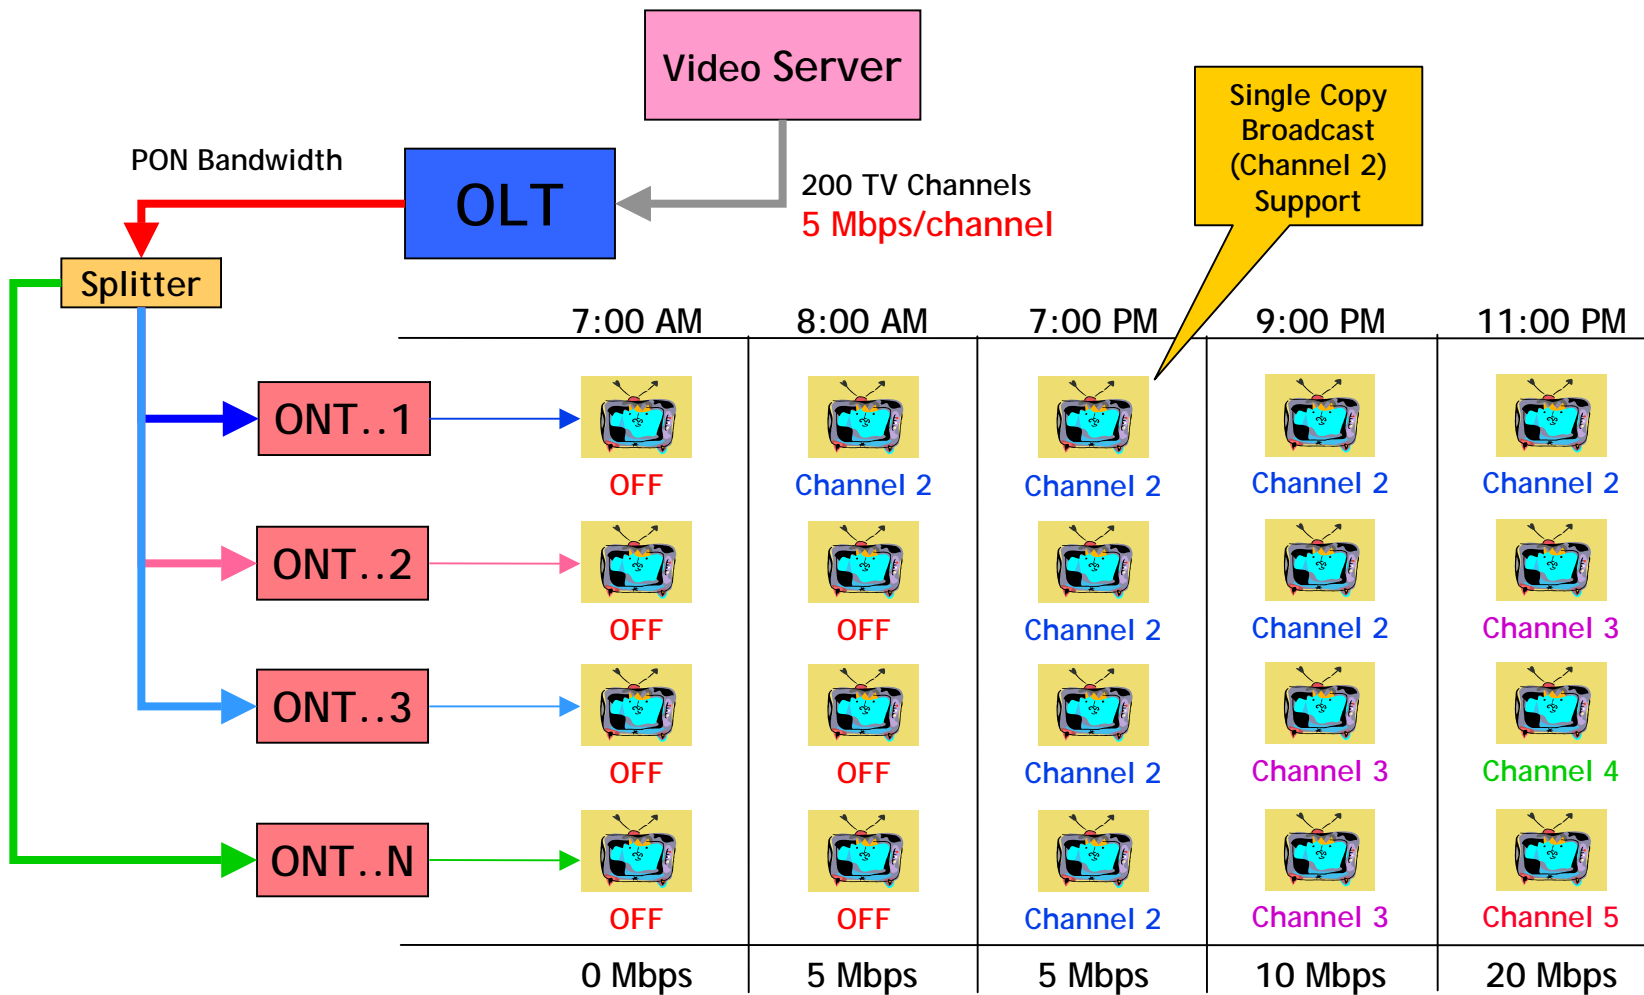 Video Server
Single Copy
Broadcast
(Channel 2)
Support
PON Bandwidth
OLT
200 TV Channels
5 Mbps/channel
Splitter
7:00 AM 8:00 AM 7:00 PM 9:00 PM 11:00 PM
ONT..1
OFF Channel 2 Channel 2 Channel 2 Channel 2
ONT..2
OFF OFF Channel 2 Channel 2 Channel 3
ONT..3
OFF OFF Channel 2 Channel 3 Channel 4
ONT..N
OFF OFF Channel 2 Channel 3 Channel 5
0 Mbps 5 Mbps 5 Mbps 10 Mbps 20 Mbps